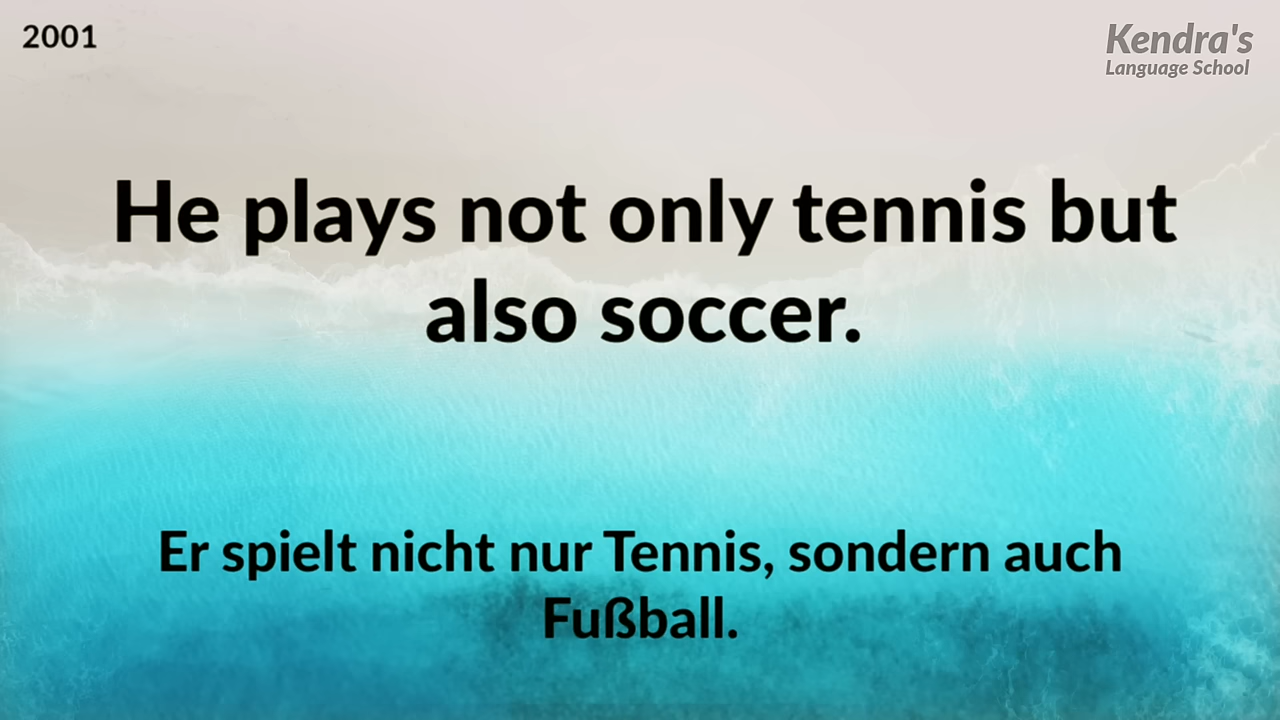 2001
Kendra's
Language School
He plays not only tennis but
also soccer.
Er spielt nicht nur Tennis, sondern auch
Fußball.